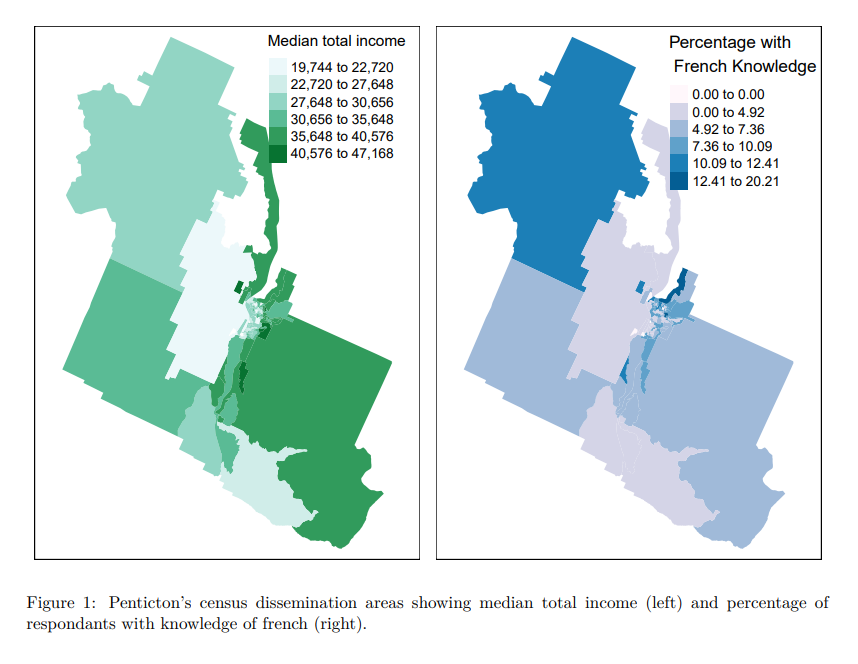 Median total income
19,744 to 22,720
22,720 to 27,648
27,648 to 30,656
30,656 to 35,648
35,648 to 40,576
40,576 to 47,168
Percentage with
French Knowledge
0.00 to 0.00
0.00 to 4.92
4.92 to 7.36
7.36 to 10.09
10.09 to 12.41
12.41 to 20.21
Figure 1: Penticton's census dissemination areas showing median total income (left) and percentage of
respondants with knowledge of french (right).